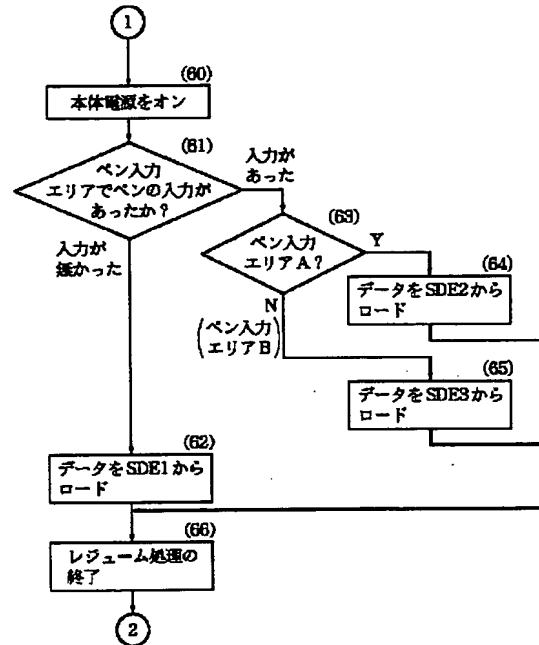 1
(60)
本体電源をオン
(61)
ペン入力
エリアでペンの入力が
あったか?
入力が
あった
入力が
無かった
(63)
ペン入力
エリアA?
Y
N
(ペン入力
エリアB)
(64)
データをSDE2から
ロード
(65)
データをSDE3から
ロード
(62)
データをSDE1から
ロード
(66)
レジューム処理の
終了
2